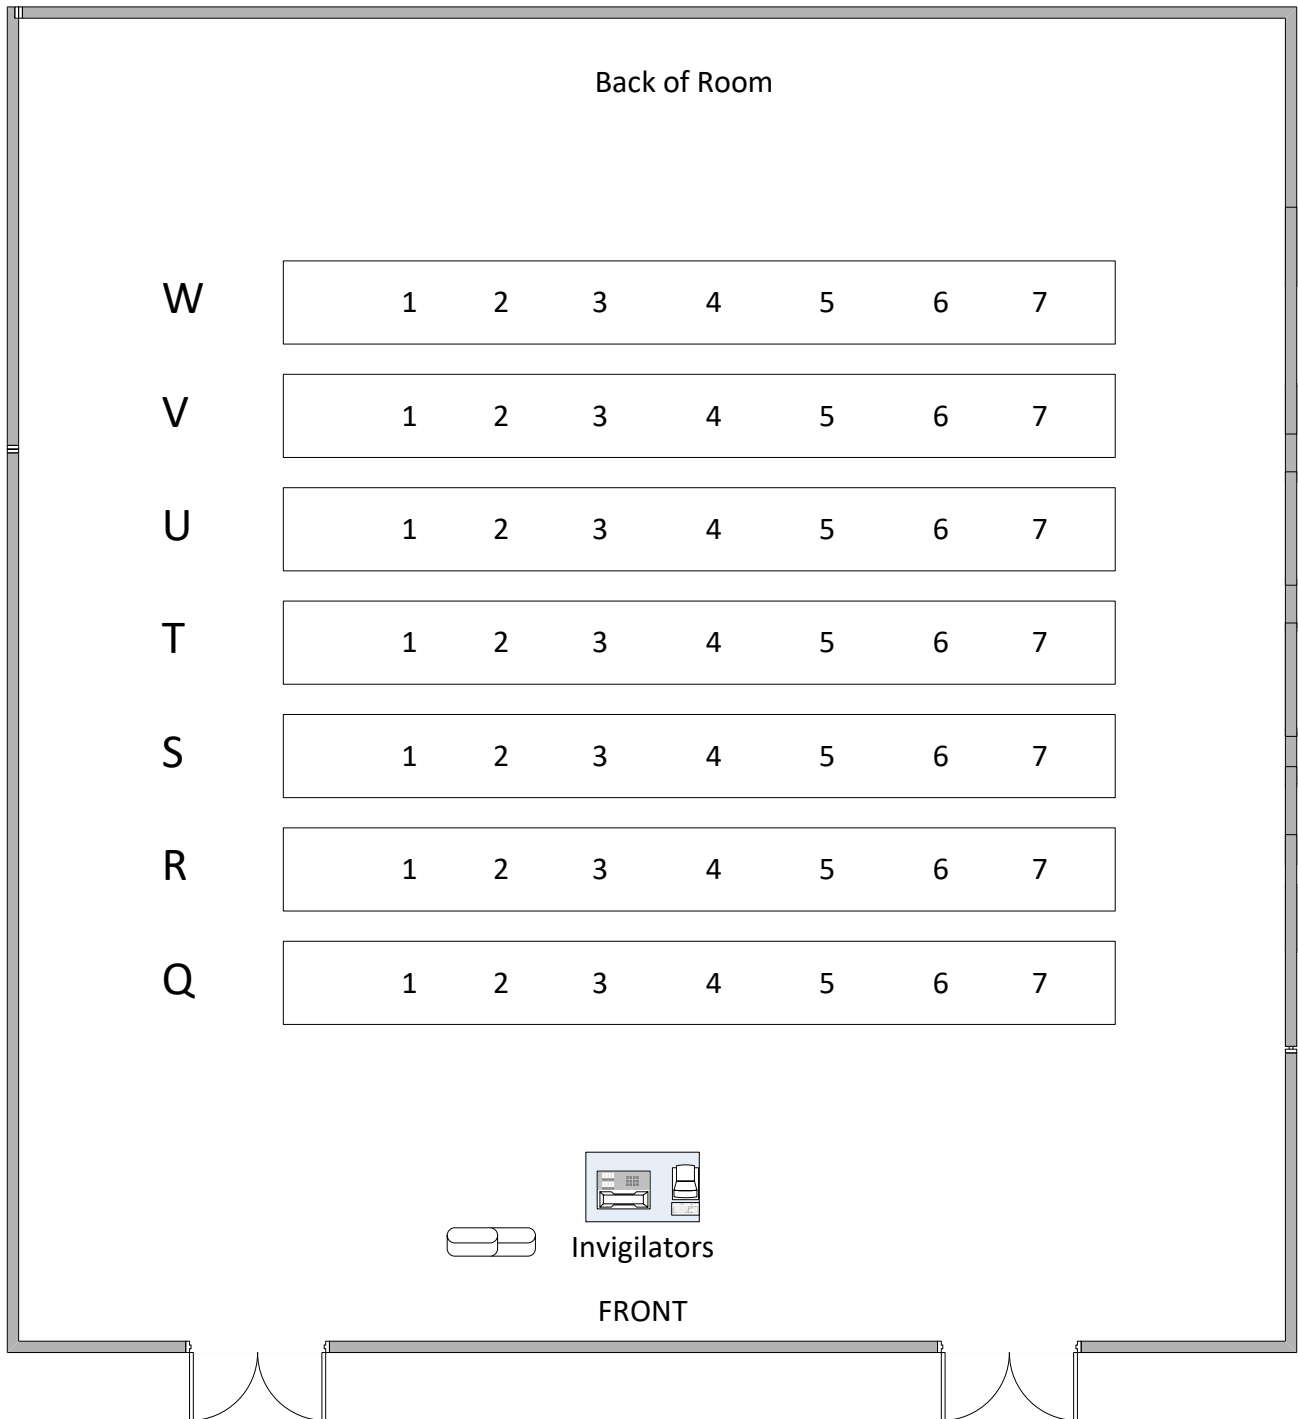 Back of Room
W 1 2 3 4 5 6 7
V 1 2 3 4 5 6 7
U 1 2 3 4 5 6 7
T 1 2 3 4 5 6 7
S 1 2 3 4 5 6 7
R 1 2 3 4 5 6 7
Q 1 2 3 4 5 6 7
Invigilators
FRONT